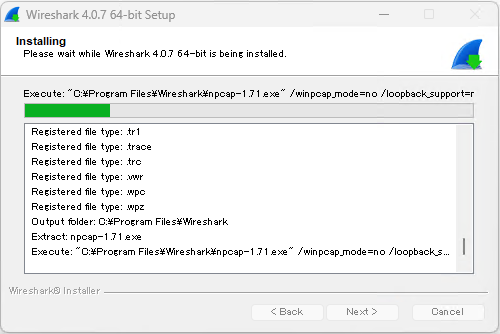 Wireshark 4.0.7 64-bit Setup
Installing
Please wait while Wireshark 4.0.7 64-bit is being installed.
Execute: "C:¥Program Files¥Wireshark¥npcap-1.71.exe" /winpcap_mode=no /loopback_support=r
Registered file type: .tr1
Registered file type: .trace
Registered file type: .trc
Registered file type: .vwr
Registered file type: .wpc
Registered file type: .wpz
Output folder: C:¥Program Files¥Wireshark
Extract: npcap-1.71.exe
Execute: "C:¥Program Files¥Wireshark¥npcap-1.71.exe" /winpcap_mode=no /loopback_s...
Wireshark® Installer
< Back Next > Cancel